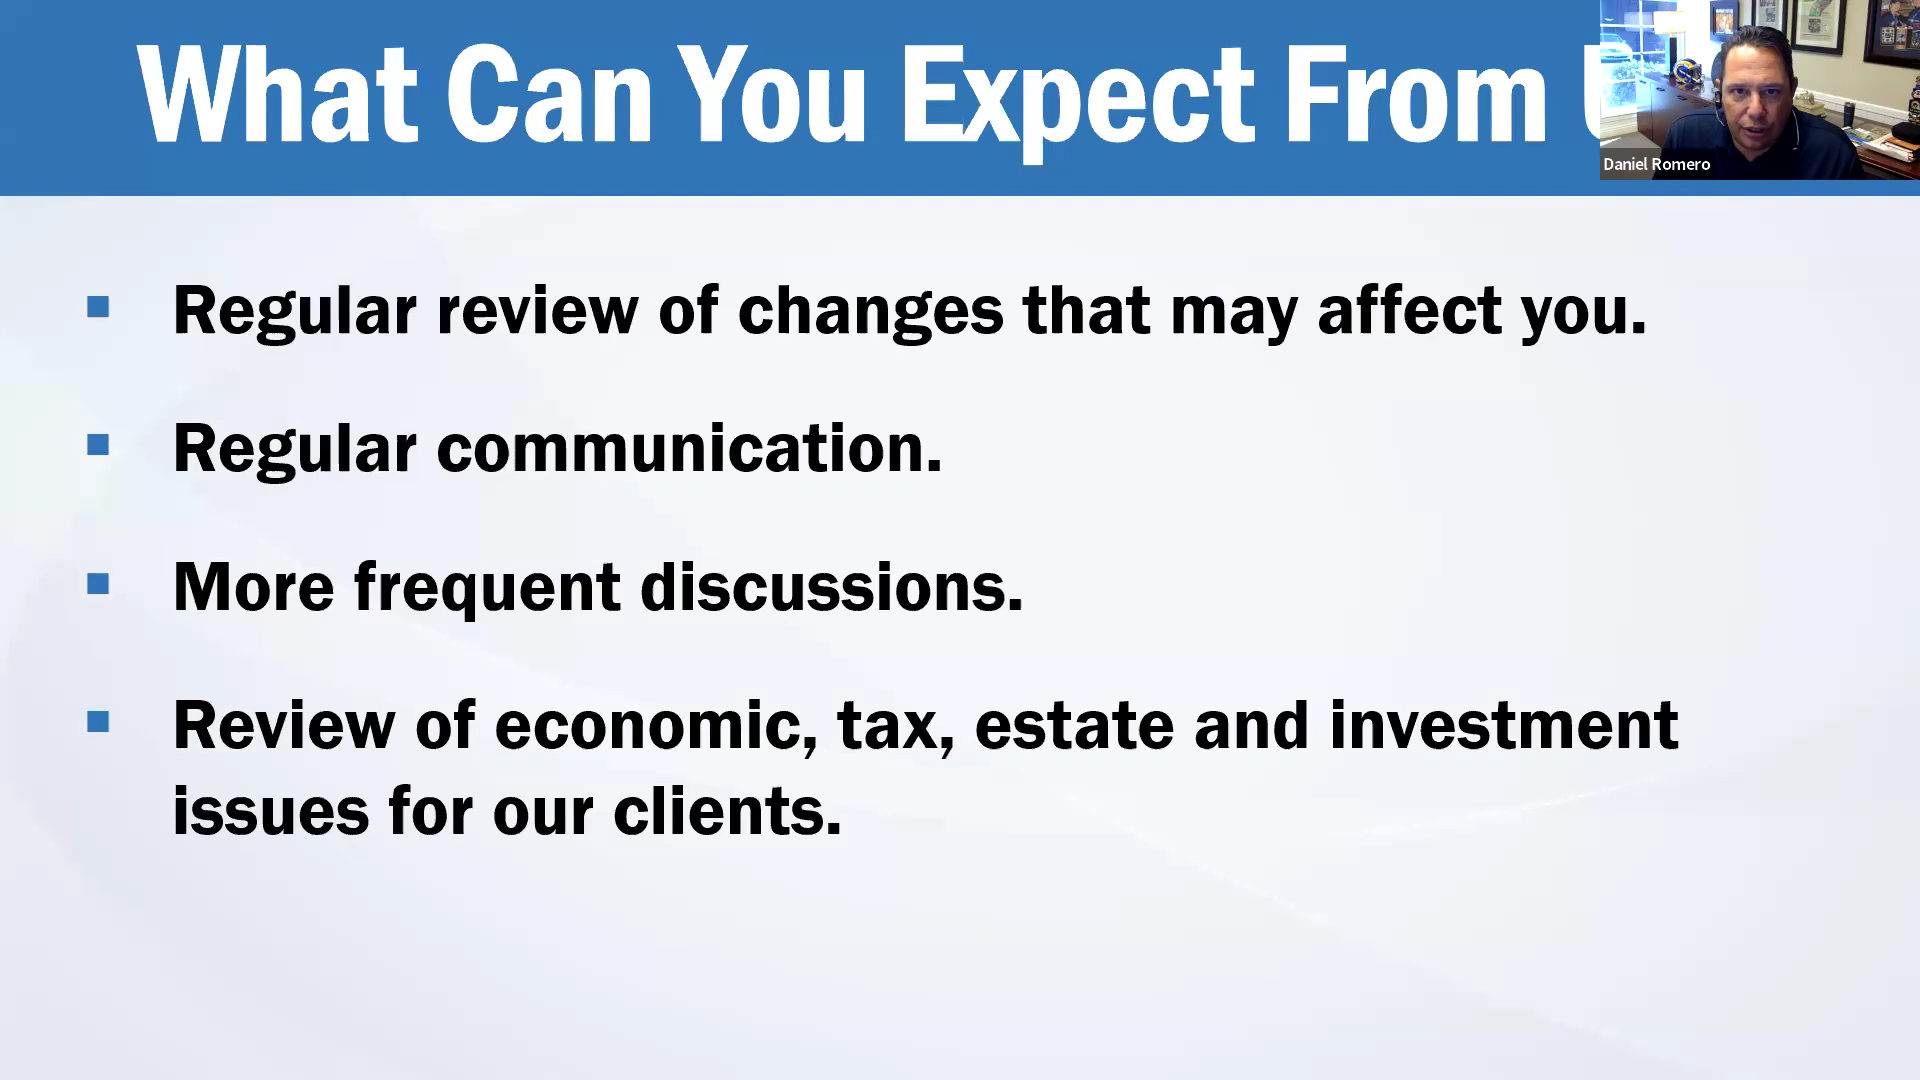 What Can You Expect From
Daniel Romero
Regular review of changes that may affect you.
Regular communication.
More frequent discussions.
Review of economic, tax, estate and investment
issues for our clients.